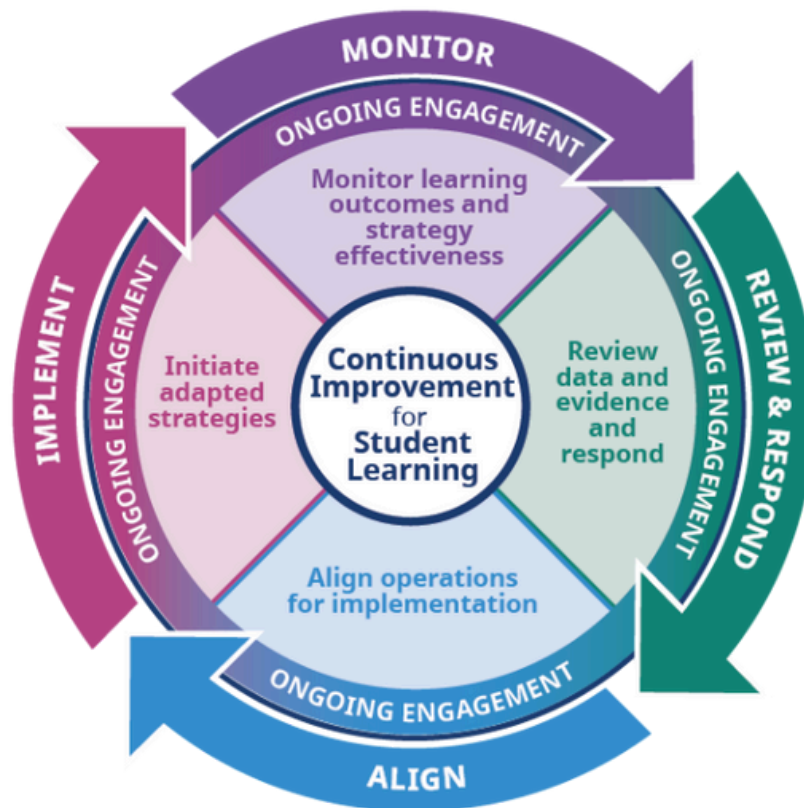 MONITOR
ONGOING ENGAGEMENT
Monitor learning
outcomes and
strategy
effectiveness
REVIEW & RESPOND
ONGOING ENGAGEMENT
Review
data and
evidence
and
respond
ALIGN
ONGOING ENGAGEMENT
Align operations
for implementation
IMPLEMENT
ONGOING ENGAGEMENT
Initiate
adapted
strategies
Continuous
Improvement
for
Student
Learning